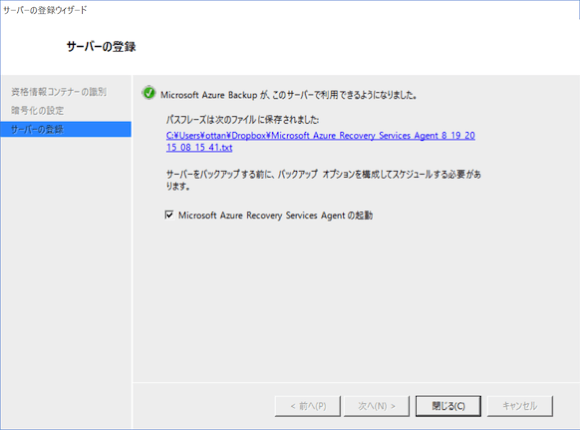 サーバーの登録ウィザード
サーバーの登録
資格情報コンテナーの識別
暗号化の設定
サーバーの登録
Microsoft Azure Backup が、このサーバーで利用できるようになりました。
パスフレーズは次のファイルに保存されました:
C:¥Users¥ottan¥Dropbox¥Microsoft Azure Recovery Services Agent 8_19_20
15_08_15_41.txt
サーバーをバックアップする前に、バックアップ オプションを構成してスケジュールする必要があ
ります。
Microsoft Azure Recovery Services Agent の起動
< 前へ(P)
次へ(N) >
閉じる(C)
キャンセル